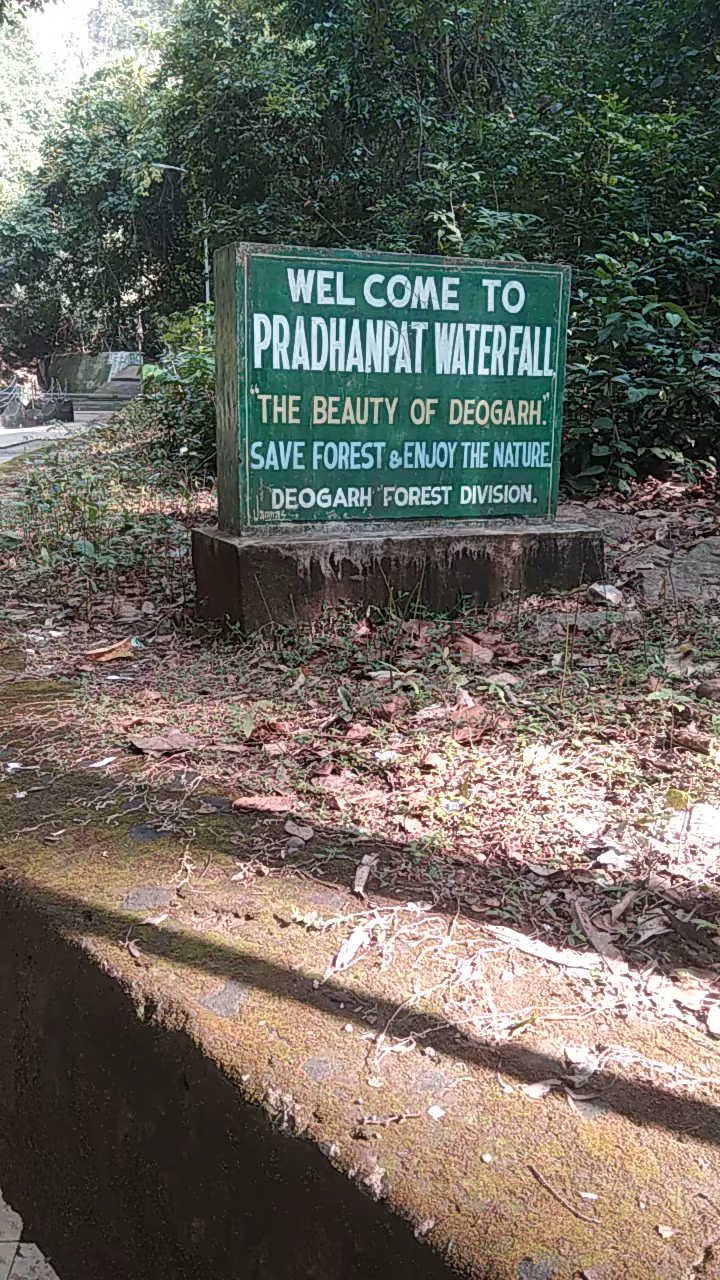 WEL COME TO
PRADHANPAT WATERFALL
"THE BEAUTY OF DEOGARH."
SAVE FOREST & ENJOY THE NATURE
DEOGARH FOREST DIVISION.